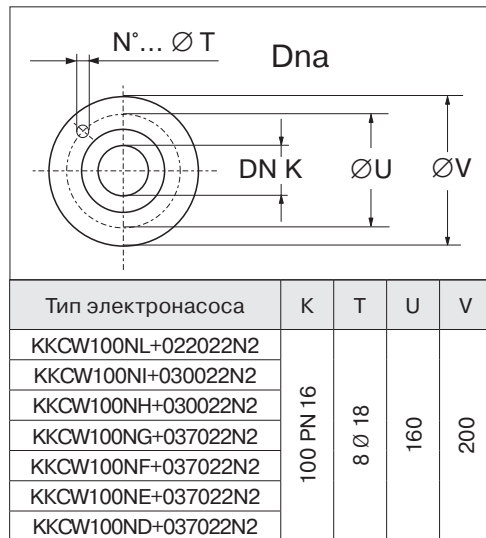 N°... Ø T
Dna
DN K
ØU
ØV
Тип электронасоса K T U V
KKCW100NL+022022N2
KKCW100NI+030022N2
KKCW100NH+030022N2
KKCW100NG+037022N2
KKCW100NF+037022N2
KKCW100NE+037022N2
KKCW100ND+037022N2
100 PN 16
8 Ø 18
160
200